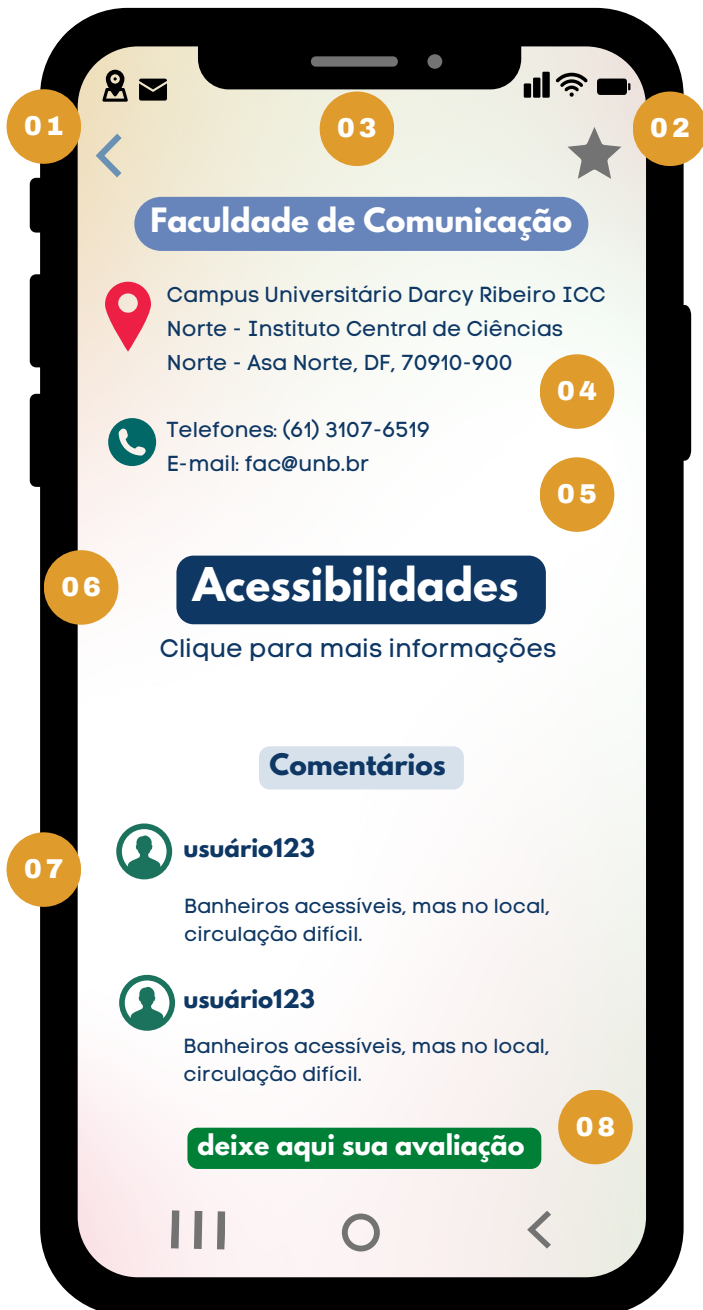 01
03
02
Faculdade de Comunicação
Campus Universitário Darcy Ribeiro ICC
Norte - Instituto Central de Ciências
Norte - Asa Norte, DF, 70910-900
04
Telefones: (61) 3107-6519
E-mail: fac@unb.br
05
06
Acessibilidades
Clique para mais informações
Comentários
07
usuário123
Banheiros acessíveis, mas no local,
circulação difícil.
usuário123
Banheiros acessíveis, mas no local,
circulação difícil.
08
deixe aqui sua avaliação